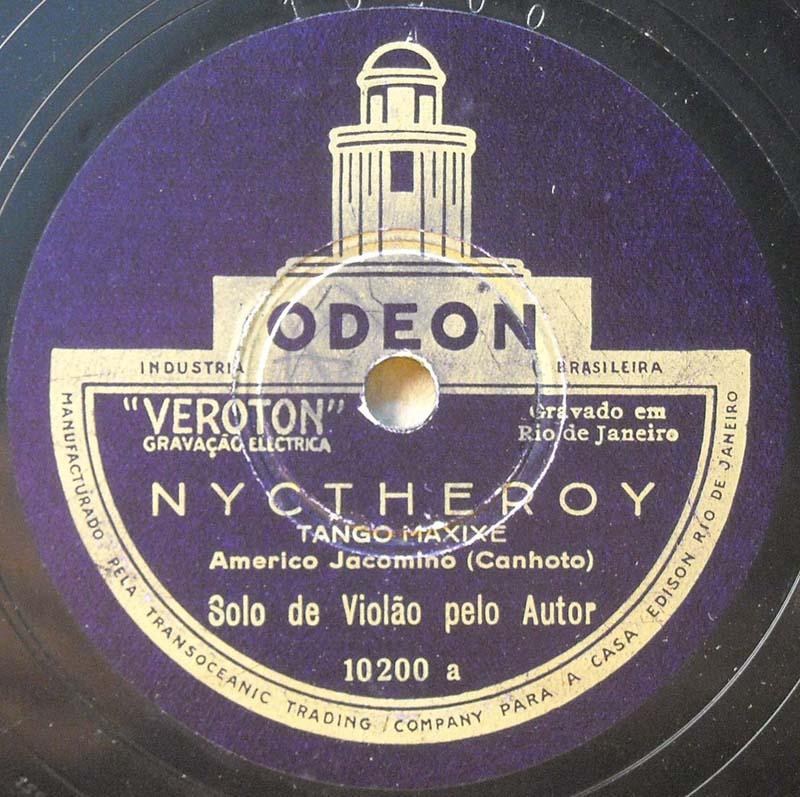 10200
ODEON
INDUSTRIA BRASILEIRA
"VEROTON"
GRAVAÇÃO ELECTRICA
Gravado em
Rio de Janeiro
NYCTHEROY
TANGO MAXIXE
Americo Jacomino (Canhoto)
Solo de Violão pelo Autor
10200 a
MANUFACTURADO PELA TRANSOCEANIC TRADING COMPANY PARA A CASA EDISON RIO DE JANEIRO